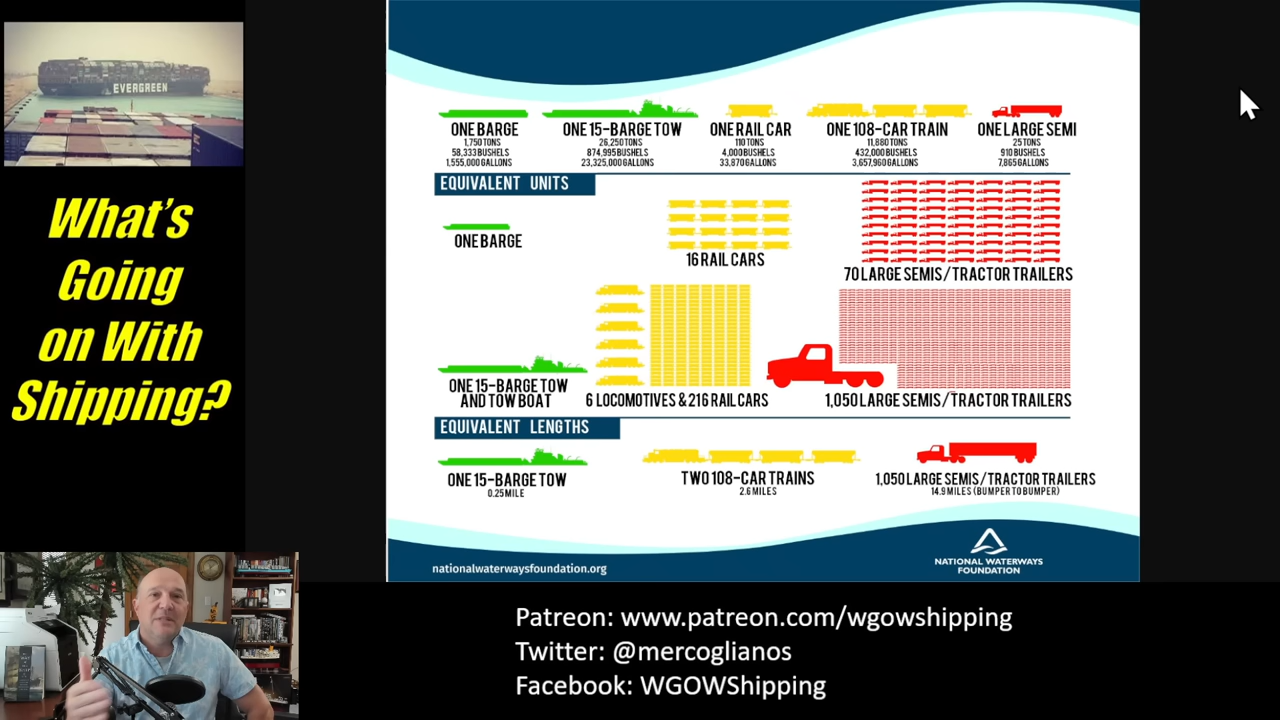 EVERGREEN
What's
Going
on With
Shipping?
ONE BARGE
1,750 TONS
58,333 BUSHELS
1,555,000 GALLONS
ONE 15-BARGE TOW
26,250 TONS
874,995 BUSHELS
23,325,000 GALLONS
ONE RAIL CAR
110 TONS
4,000 BUSHELS
33,870 GALLONS
ONE 108-CAR TRAIN
11,880 TONS
432,000 BUSHELS
3,657,960 GALLONS
ONE LARGE SEMI
25 TONS
910 BUSHELS
7,865 GALLONS
EQUIVALENT UNITS
ONE BARGE
16 RAIL CARS
70 LARGE SEMIS/TRACTOR TRAILERS
ONE 15-BARGE TOW
AND TOW BOAT
6 LOCOMOTIVES & 216 RAIL CARS
1,050 LARGE SEMIS/TRACTOR TRAILERS
EQUIVALENT LENGTHS
ONE 15-BARGE TOW
0.25 MILE
TWO 108-CAR TRAINS
2.6 MILES
1,050 LARGE SEMIS/TRACTOR TRAILERS
14.9 MILES (BUMPER TO BUMPER)
nationalwaterwaysfoundation.org
NATIONAL WATERWAYS
FOUNDATION
Patreon: www.patreon.com/wgowshipping
Twitter: @mercoglianos
Facebook: WGOWShipping